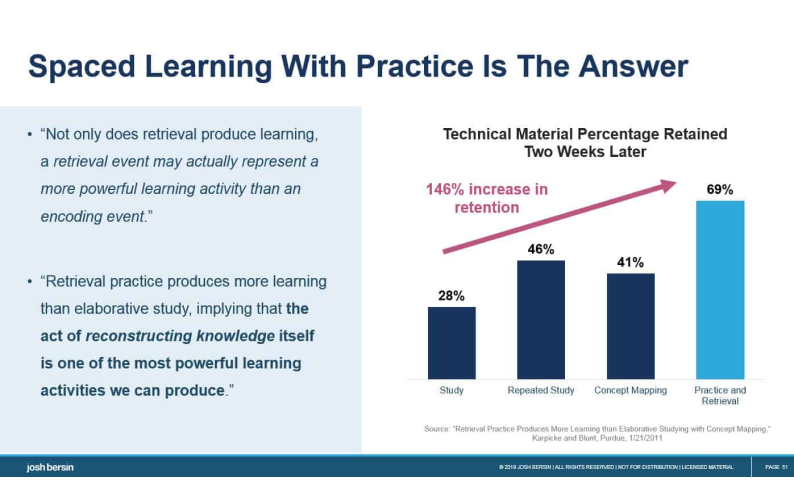 Spaced Learning With Practice Is The Answer
• “Not only does retrieval produce learning,
a retrieval event may actually represent a
more powerful learning activity than an
encoding event.”
• “Retrieval practice produces more learning
than elaborative study, implying that the
act of reconstructing knowledge itself
is one of the most powerful learning
activities we can produce.”
Technical Material Percentage Retained
Two Weeks Later
146% increase in
retention
28%
46%
41%
69%
Study
Repeated Study
Concept Mapping
Practice and
Retrieval
Source: “Retrieval Practice Produces More Learning than Elaborative Studying with Concept Mapping,”
Karpicke and Blunt, Purdue, 1/21/2011
josh bersin
© 2019 JOSH BERSIN | ALL RIGHTS RESERVED | NOT FOR DISTRIBUTION | LICENSED MATERIAL
PAGE 51